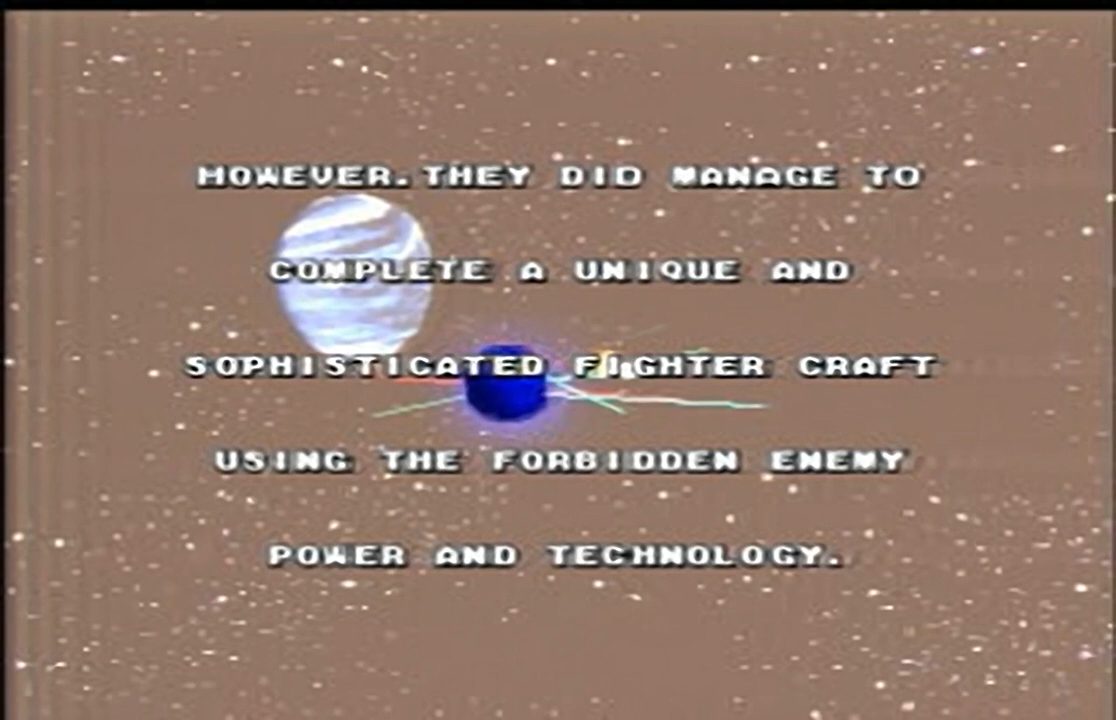 HOWEVER.THEY DID MANAGE TO
COMPLETE A UNIQUE AND
SOPHISTICATED FIGHTER CRAFT
USING THE FORBIDDEN ENEMY
POWER AND TECHNOLOGY.